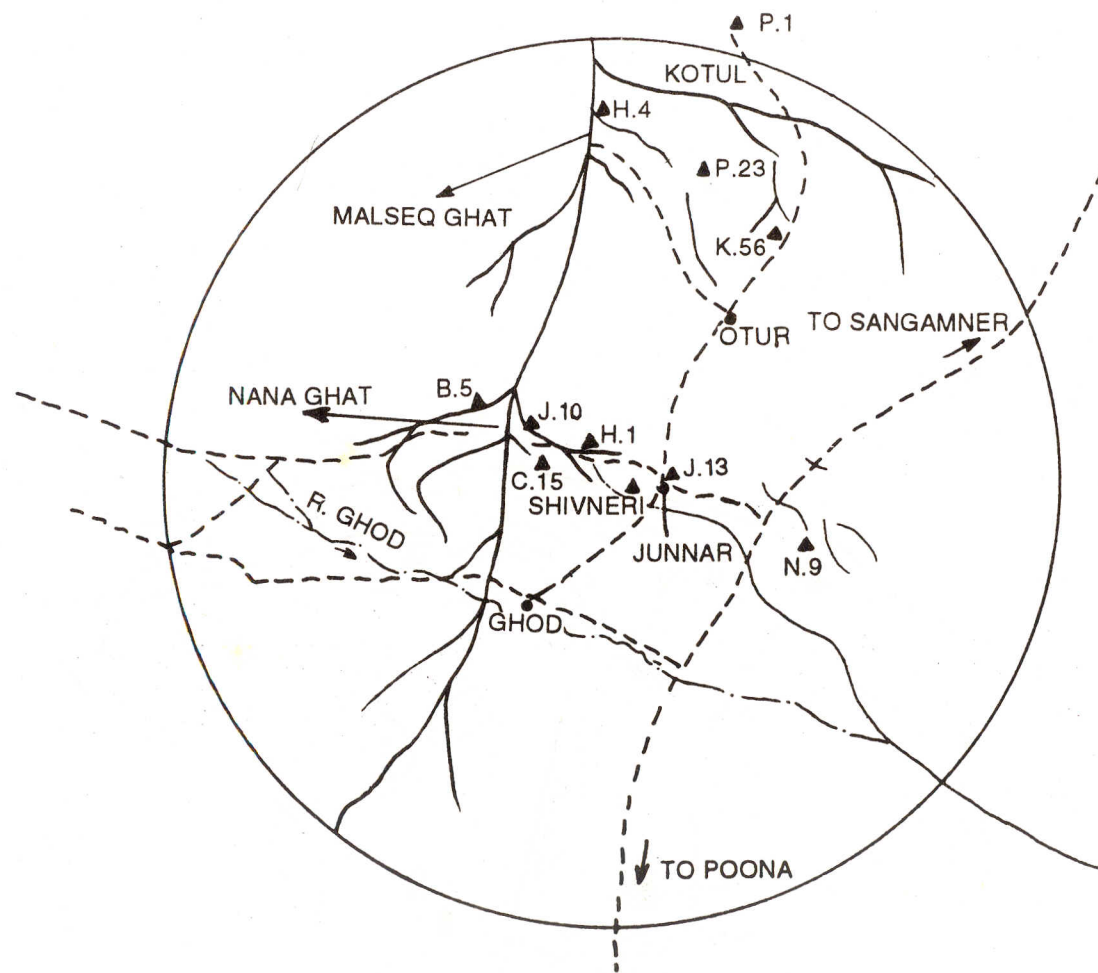 P.1
KOTUL
H.4
P.23
MALSEQ GHAT
K.56
TO SANGAMNER
OTUR
B.5
NANA GHAT
J.10
H.1
J.13
C.15
SHIVNERI
R. GHOD
JUNNAR
N.9
GHOD
TO POONA